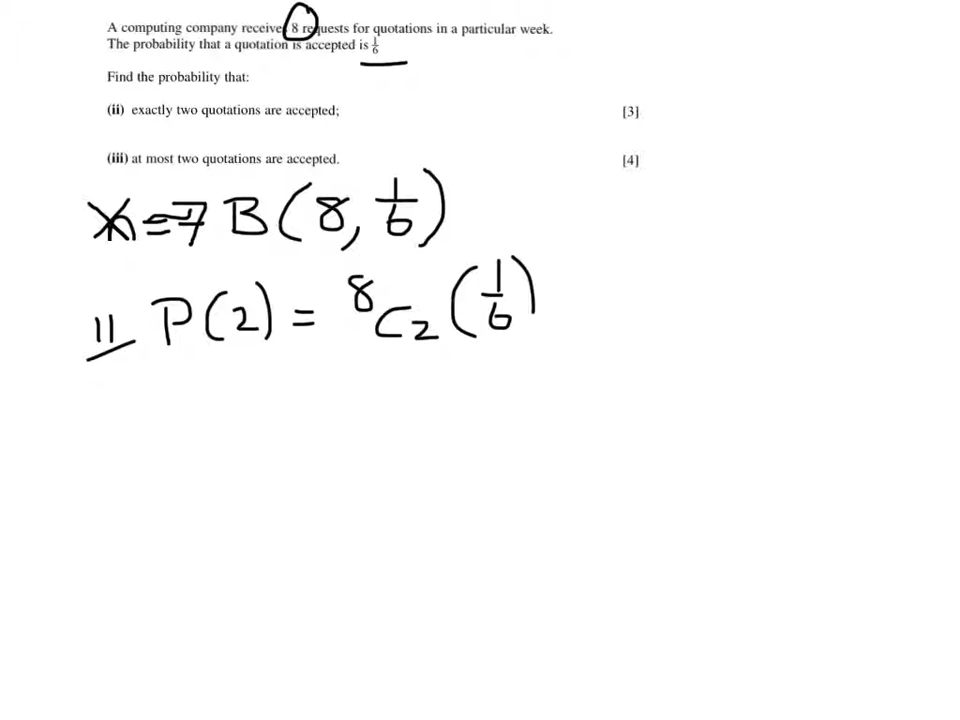 A computing company receives 8 requests for quotations in a particular week.
The probability that a quotation is accepted is 1/6
Find the probability that:
(ii) exactly two quotations are accepted; [3]
(iii) at most two quotations are accepted. [4]
B(8, 1/6)
11 P(2) = ⁸C₂(1/6)